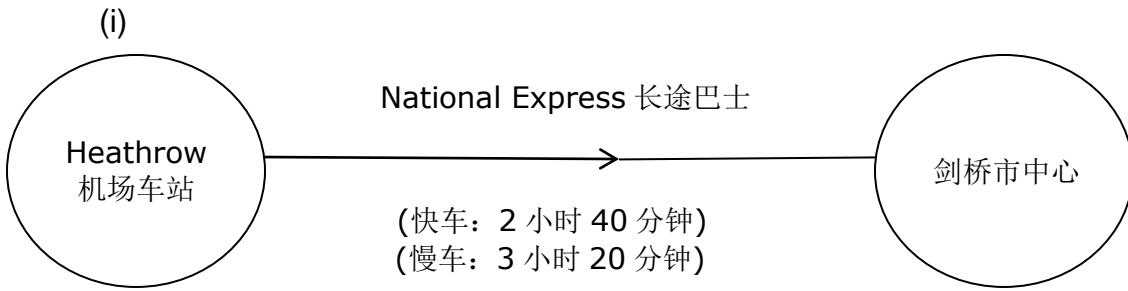 (i)
National Express 长途巴士
Heathrow
机场车站
剑桥市中心
(快车：2 小时 40 分钟)
(慢车：3 小时 20 分钟)